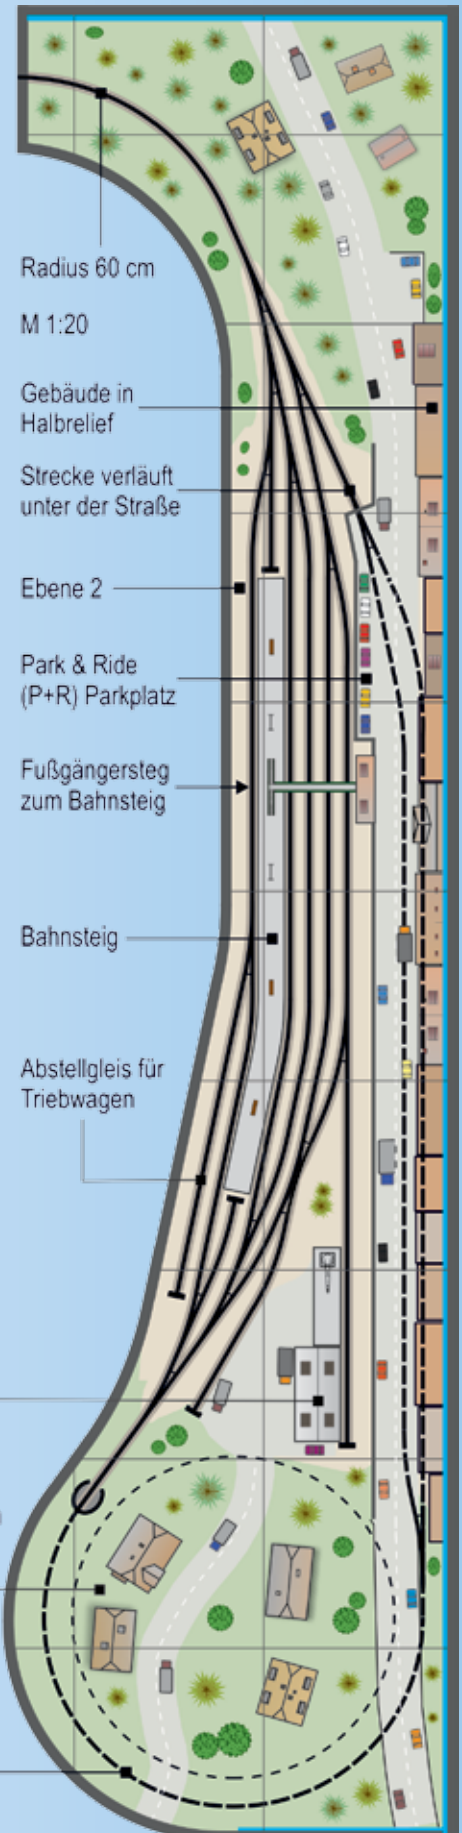 Radius 60 cm
M 1:20
Gebäude in
Halbrelief
Strecke verläuft
unter der Straße
Ebene 2
Park & Ride
(P+R) Parkplatz
Fußgängersteg
zum Bahnsteig
Bahnsteig
Abstellgleis für
Triebwagen